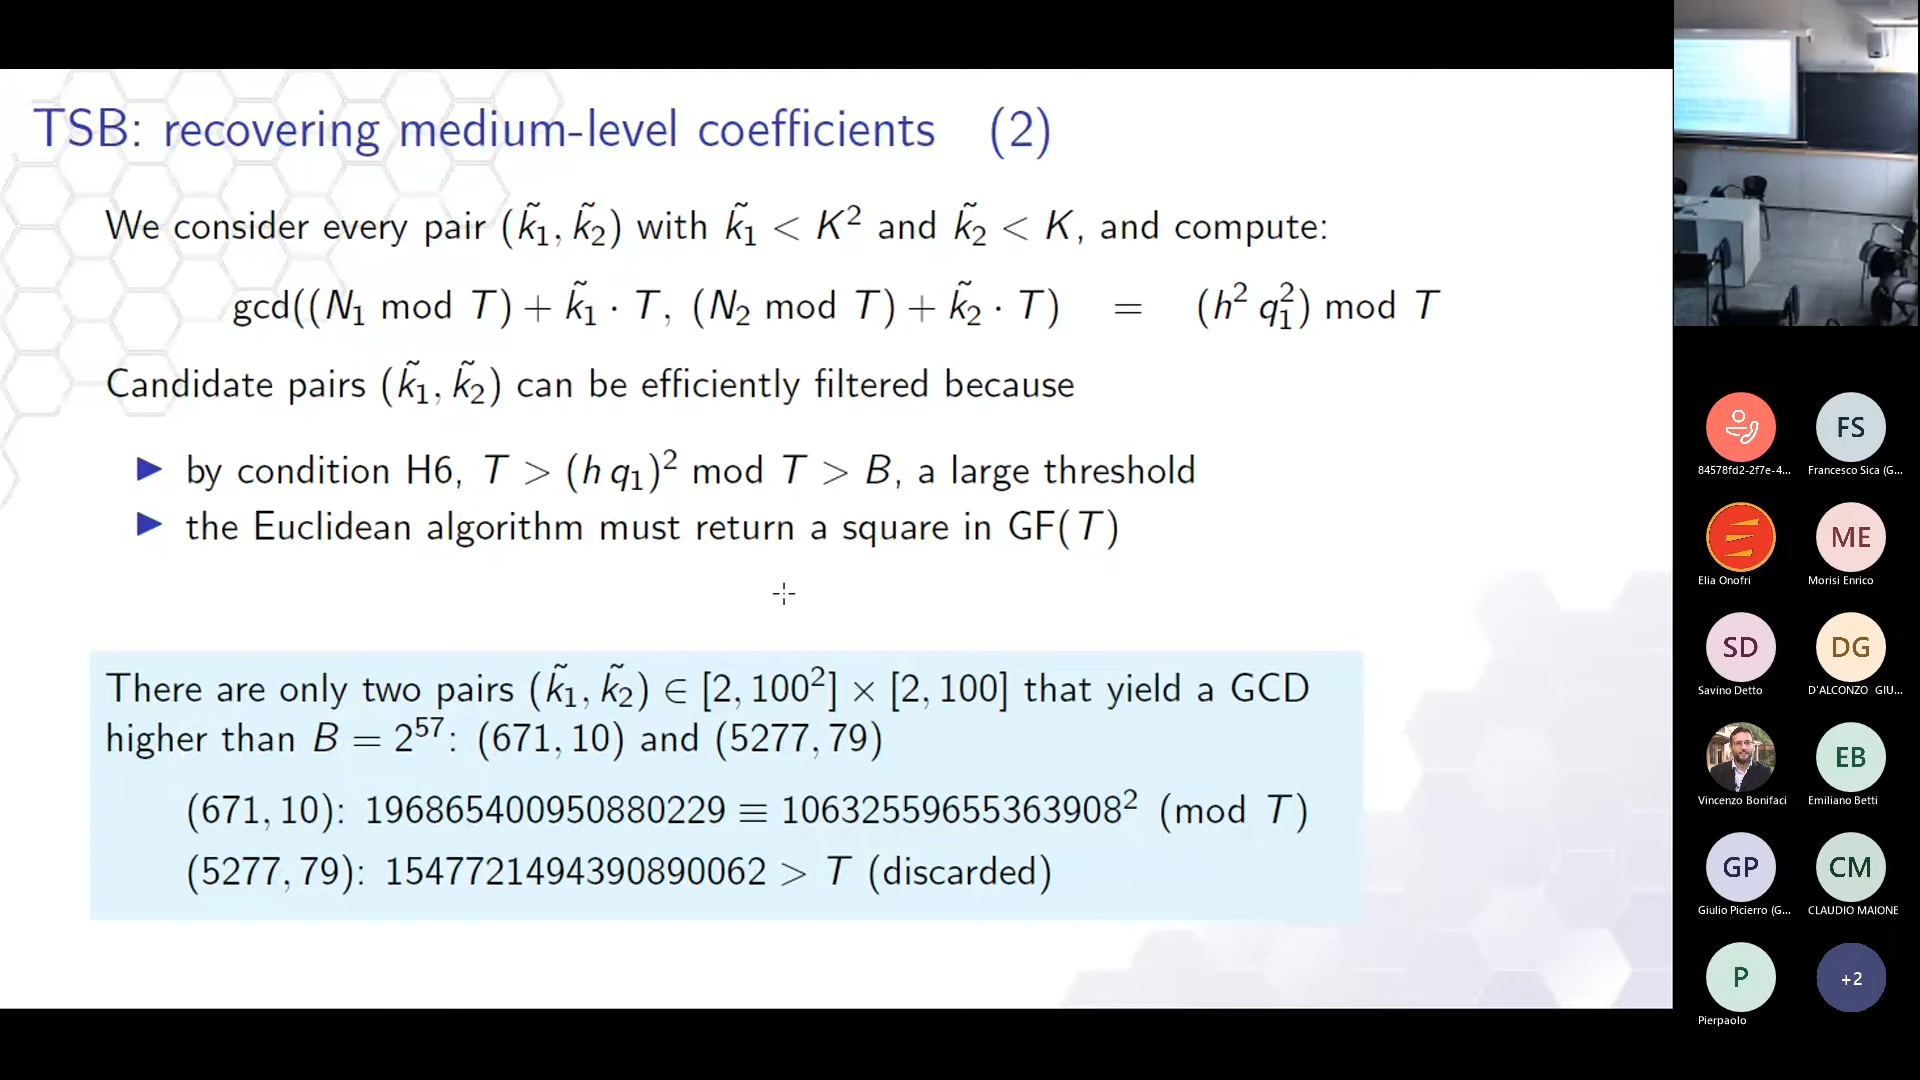 TSB: recovering medium-level coefficients (2)
We consider every pair (k̃₁, k̃₂) with k̃₁ < K² and k̃₂ < K, and compute:
gcd((N₁ mod T) + k̃₁ · T, (N₂ mod T) + k̃₂ · T) = (h² q₁²) mod T
Candidate pairs (k̃₁, k̃₂) can be efficiently filtered because
▶ by condition H6, T > (h q₁)² mod T > B, a large threshold
▶ the Euclidean algorithm must return a square in GF(T)
There are only two pairs (k̃₁, k̃₂) ∈ [2, 100²] × [2, 100] that yield a GCD
higher than B = 2⁵⁷: (671, 10) and (5277, 79)
(671, 10): 196865400950880229 ≡ 10632559655363908² (mod T)
(5277, 79): 1547721494390890062 > T (discarded)
84578fd2-2f7e-4...
FS
Francesco Sica (G...
Elia Onofri
ME
Morisi Enrico
SD
Savino Detto
DG
D'ALCONZO GIU...
Vincenzo Bonifaci
EB
Emiliano Betti
GP
Giulio Picierro (G...
CM
CLAUDIO MAIONE
P
Pierpaolo
+2